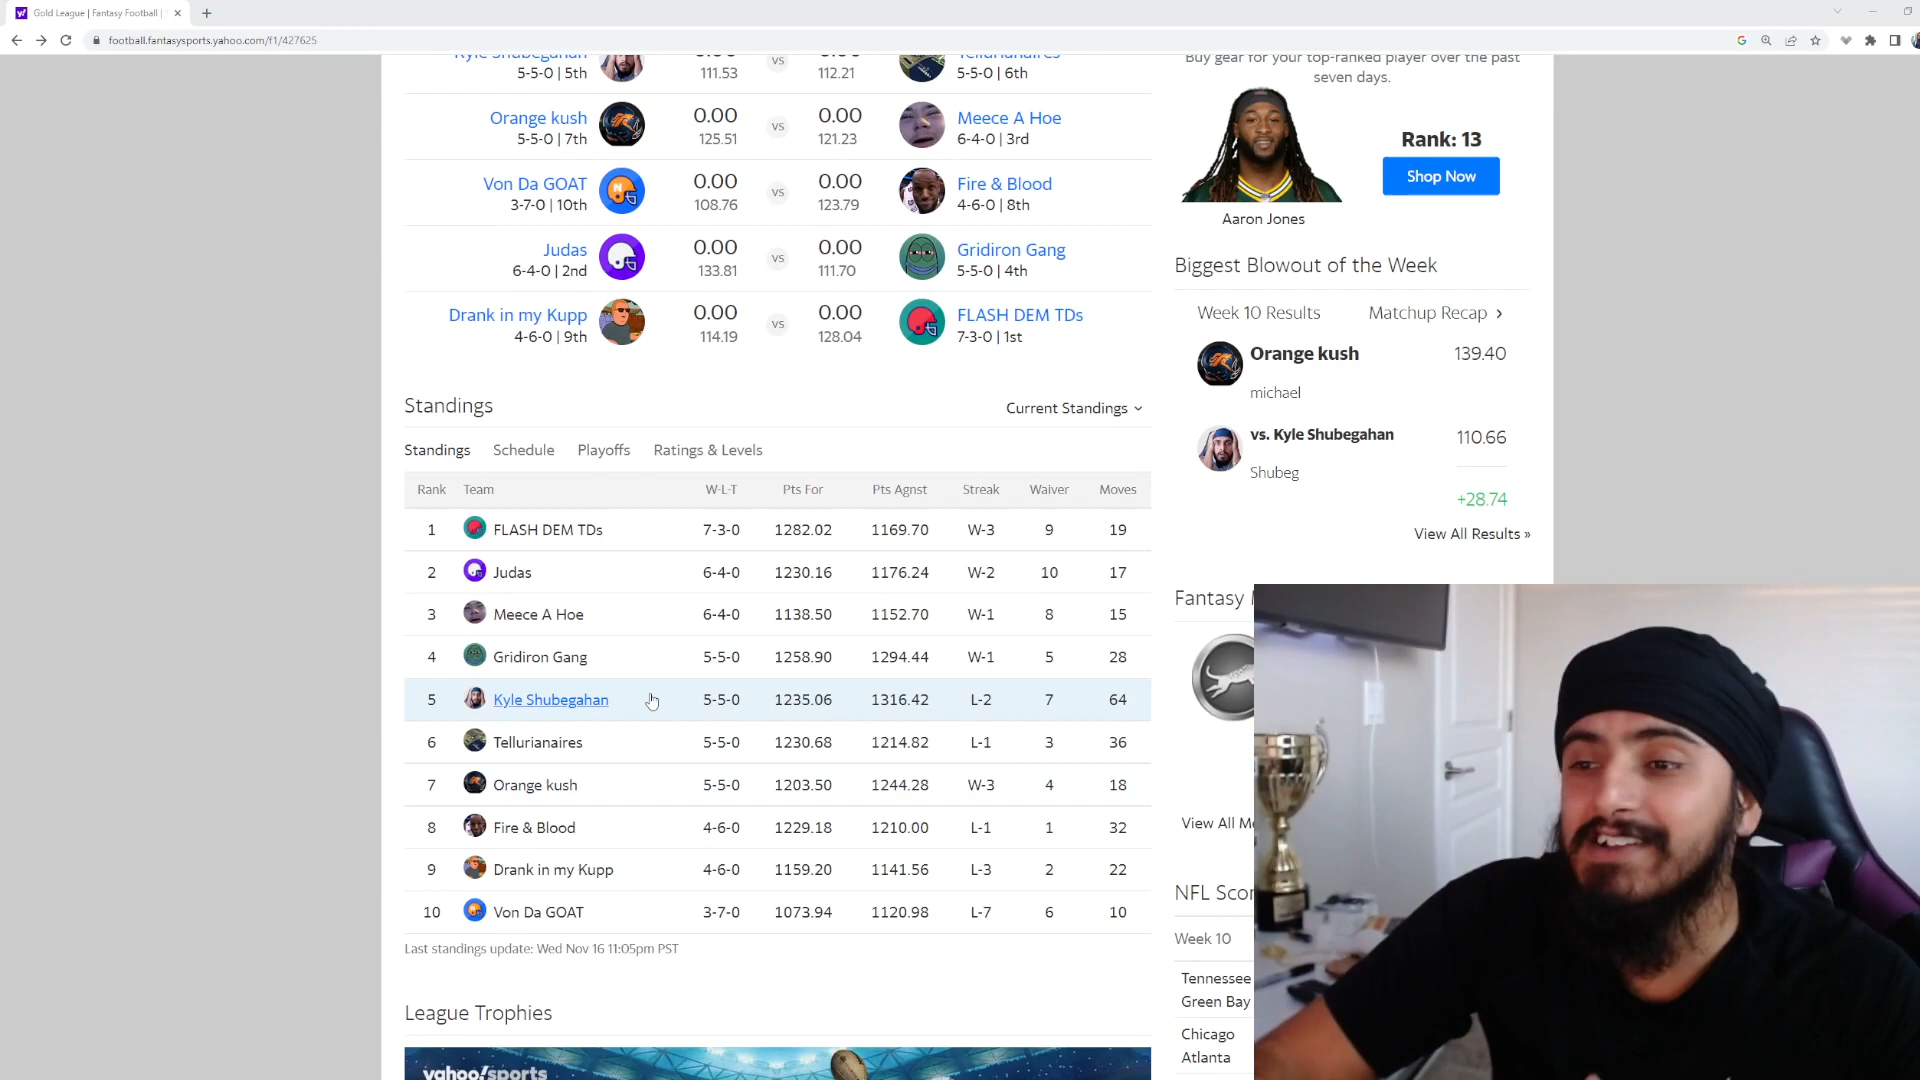 Gold League | Fantasy Football |
football.fantasysports.yahoo.com/f1/427625
Kyle Shubegahan 0.00 vs 0.00 Tellurianaires
5-5-0 | 5th 111.53 112.21 5-5-0 | 6th
Orange kush 0.00 vs 0.00 Meece A Hoe
5-5-0 | 7th 125.51 121.23 6-4-0 | 3rd
Von Da GOAT 0.00 vs 0.00 Fire & Blood
3-7-0 | 10th 108.76 123.79 4-6-0 | 8th
Judas 0.00 vs 0.00 Gridiron Gang
6-4-0 | 2nd 133.81 111.70 5-5-0 | 4th
Drank in my Kupp 0.00 vs 0.00 FLASH DEM TDs
4-6-0 | 9th 114.19 128.04 7-3-0 | 1st
Standings Current Standings
Standings Schedule Playoffs Ratings & Levels
Rank Team W-L-T Pts For Pts Agnst Streak Waiver Moves
1 FLASH DEM TDs 7-3-0 1282.02 1169.70 W-3 9 19
2 Judas 6-4-0 1230.16 1176.24 W-2 10 17
3 Meece A Hoe 6-4-0 1138.50 1152.70 W-1 8 15
4 Gridiron Gang 5-5-0 1258.90 1294.44 W-1 5 28
5 Kyle Shubegahan 5-5-0 1235.06 1316.42 L-2 7 64
6 Tellurianaires 5-5-0 1230.68 1214.82 L-1 3 36
7 Orange kush 5-5-0 1203.50 1244.28 W-3 4 18
8 Fire & Blood 4-6-0 1229.18 1210.00 L-1 1 32
9 Drank in my Kupp 4-6-0 1159.20 1141.56 L-3 2 22
10 Von Da GOAT 3-7-0 1073.94 1120.98 L-7 6 10
Last standings update: Wed Nov 16 11:05pm PST
League Trophies
yahoo!sports
Buy gear for your top-ranked player over the past
seven days.
Rank: 13
Shop Now
Aaron Jones
Biggest Blowout of the Week
Week 10 Results Matchup Recap >
Orange kush 139.40
michael
vs. Kyle Shubegahan 110.66
Shubeg
+28.74
View All Results »
Fantasy
View All
NFL
Week 10
Tennessee
Green Bay
Chicago
Atlanta